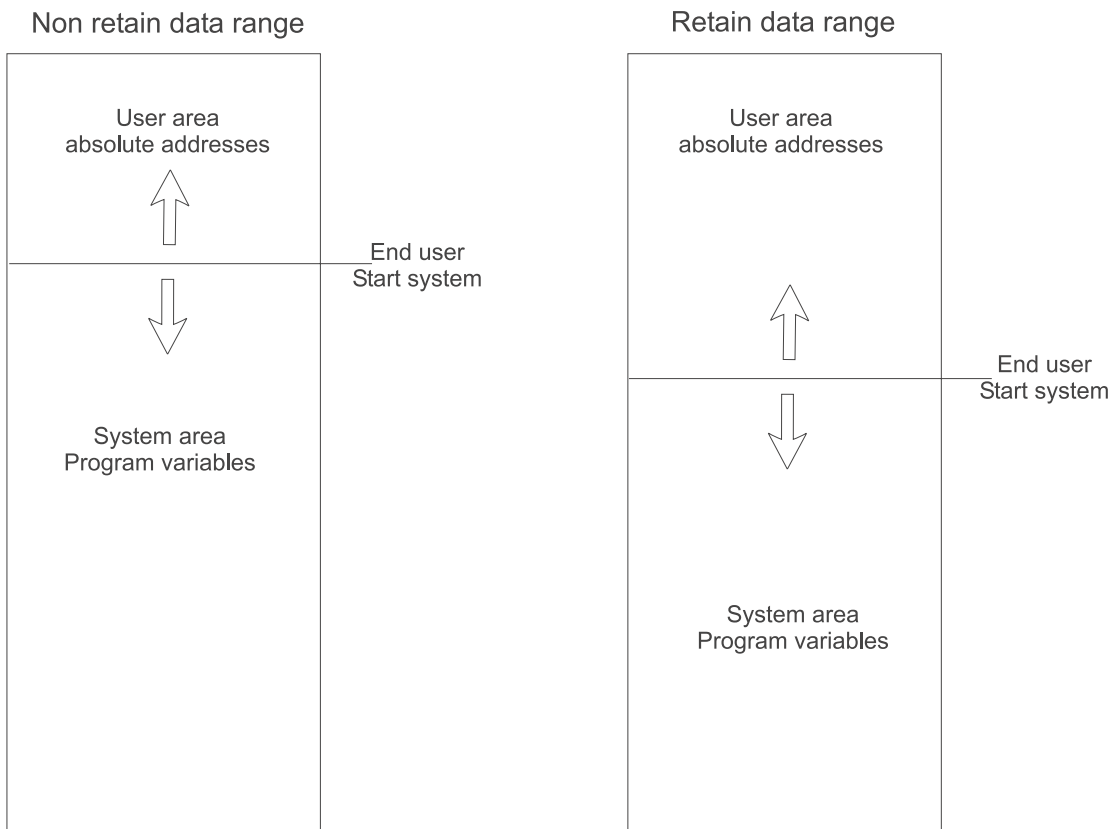 Non retain data range
User area
absolute addresses
End user
Start system
System area
Program variables
Retain data range
User area
absolute addresses
End user
Start system
System area
Program variables